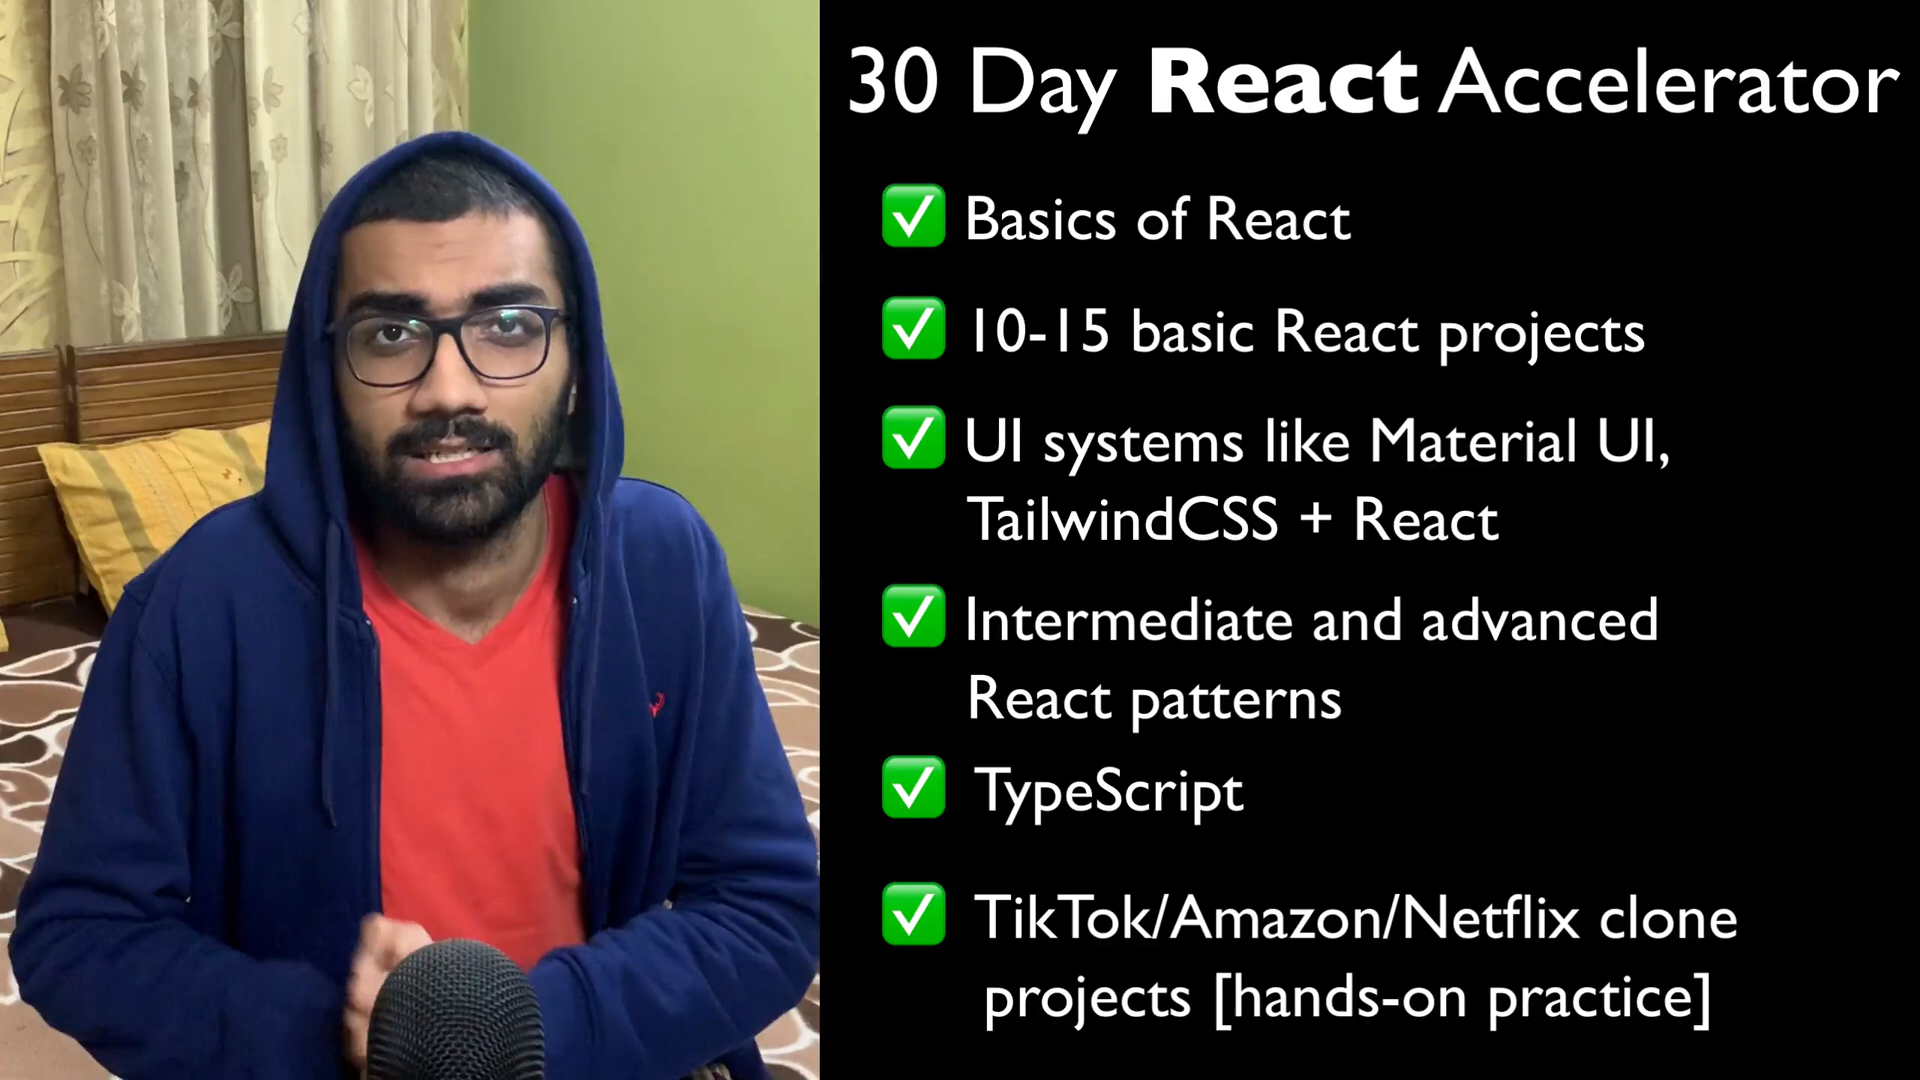 30 Day React Accelerator
✅ Basics of React
✅ 10-15 basic React projects
✅ UI systems like Material UI,
TailwindCSS + React
✅ Intermediate and advanced
React patterns
✅ TypeScript
✅ TikTok/Amazon/Netflix clone
projects [hands-on practice]